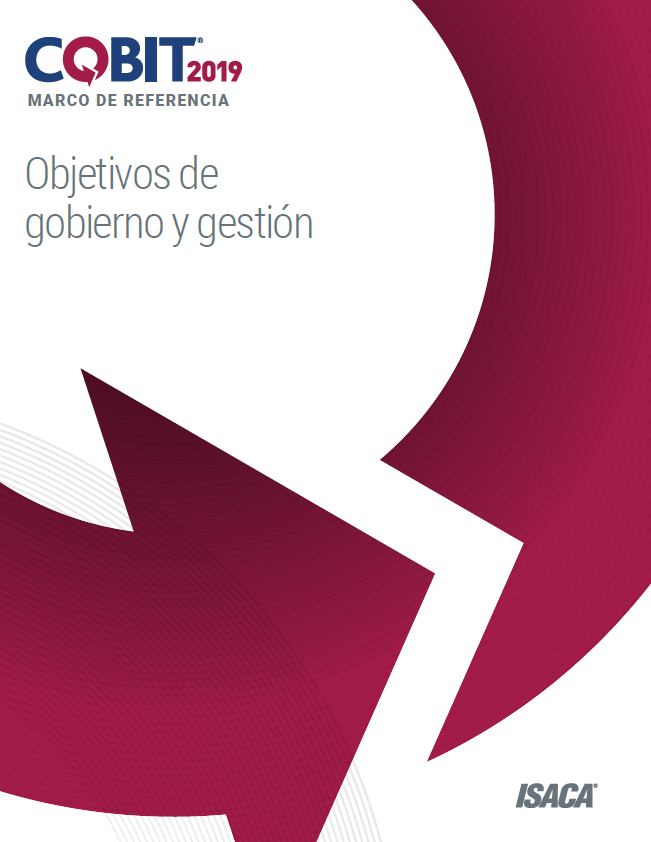 COBIT® 2019
MARCO DE REFERENCIA
Objetivos de
gobierno y gestión
ISACA®